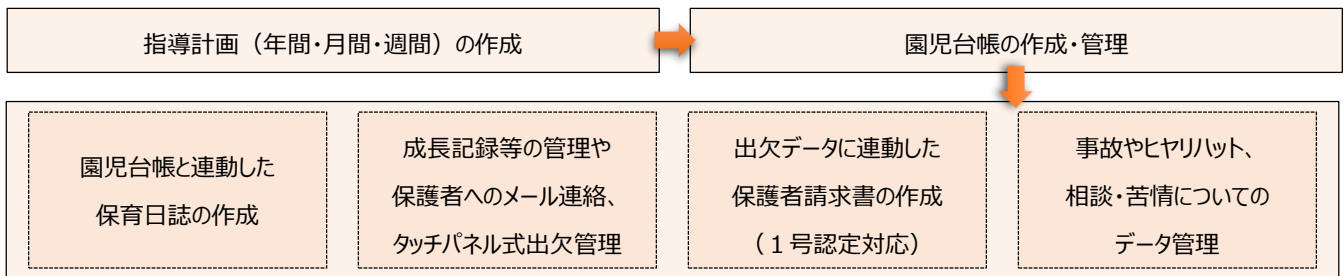 指導計画（年間・月間・週間）の作成
園児台帳の作成・管理
園児台帳と連動した
保育日誌の作成
成長記録等の管理や
保護者へのメール連絡、
タッチパネル式出欠管理
出欠データに連動した
保護者請求書の作成
（１号認定対応）
事故やヒヤリハット、
相談・苦情についての
データ管理